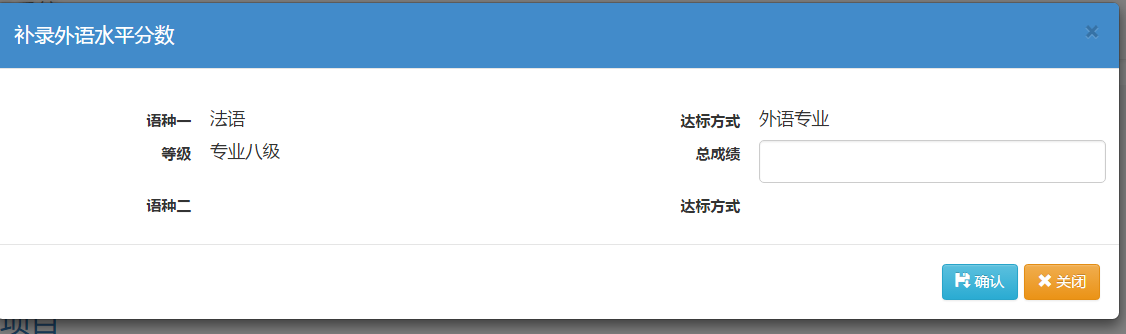 补录外语水平分数
×
语种一 法语 达标方式 外语专业
等级 专业八级 总成绩
语种二 达标方式
确认 关闭
项目